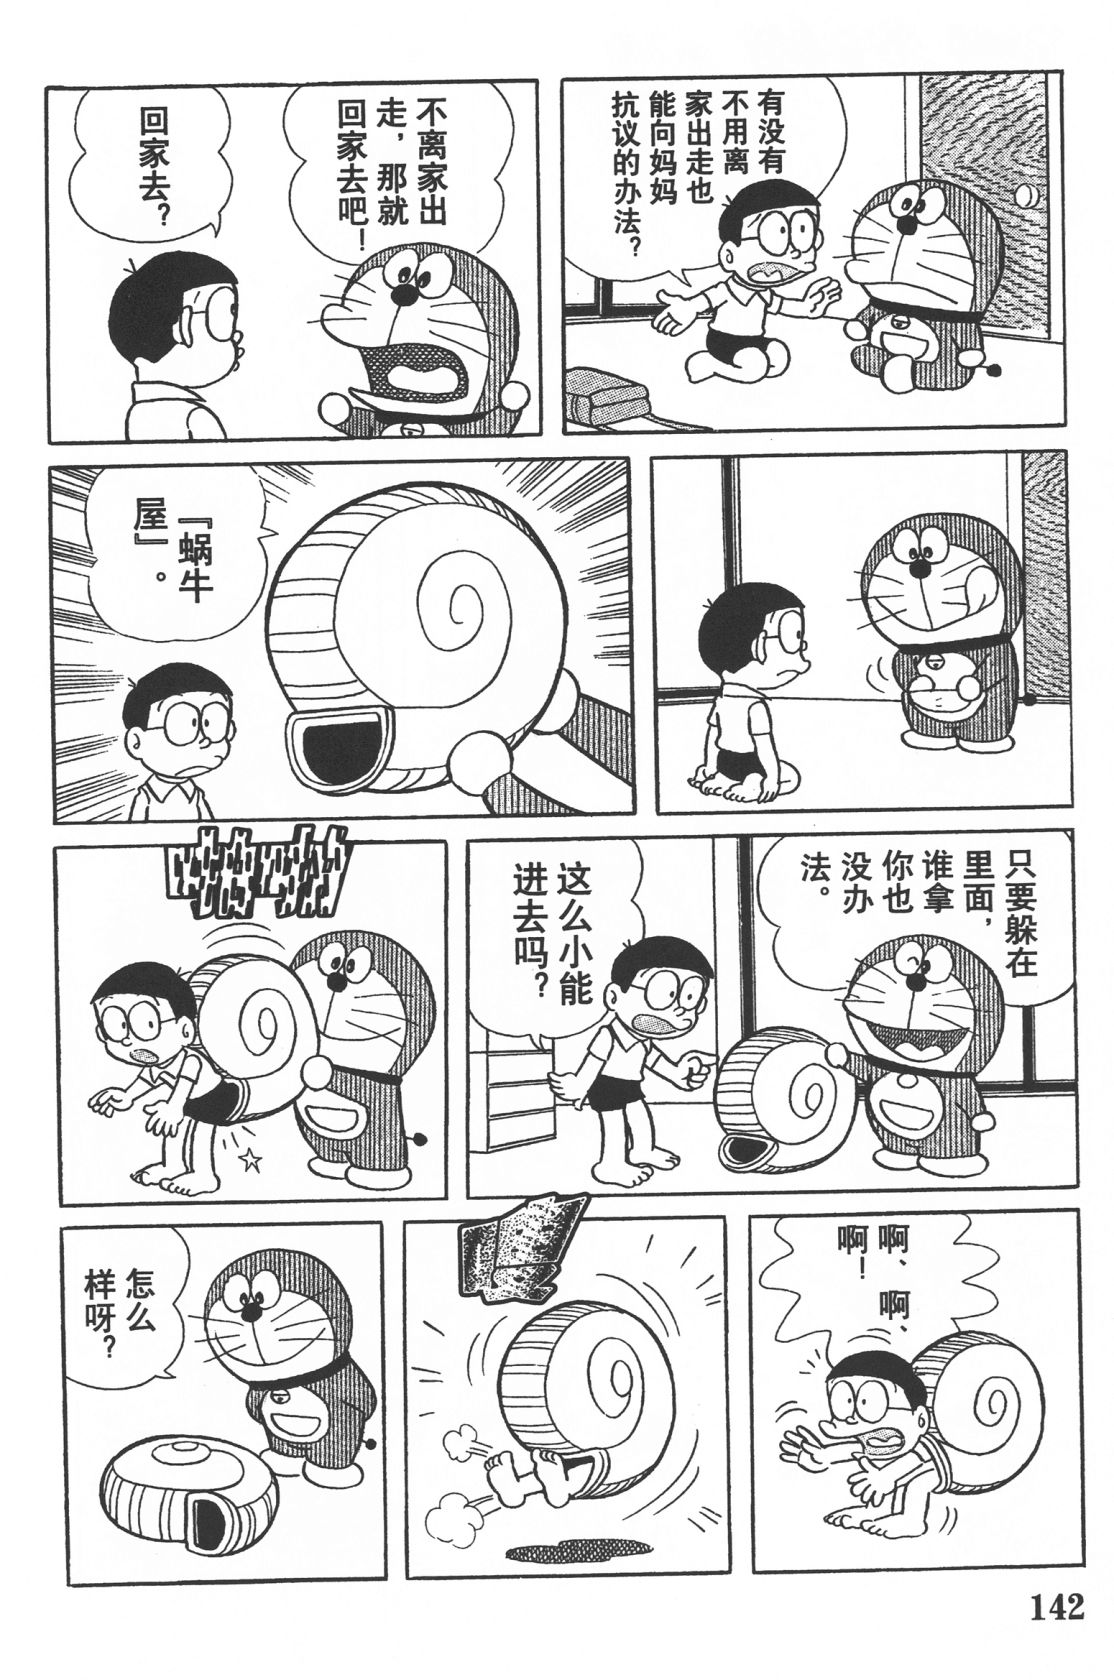 有没有
不用离
家出走也
能向妈妈
抗议的办法？
不离家出
走，那就
回家去吧！
回家去？
『蜗牛
屋』。
只要躲在
里面，
谁拿
你也
没办
法。
这么小能
进去吗？
啊、啊、
啊！
怎么
样呀？
142